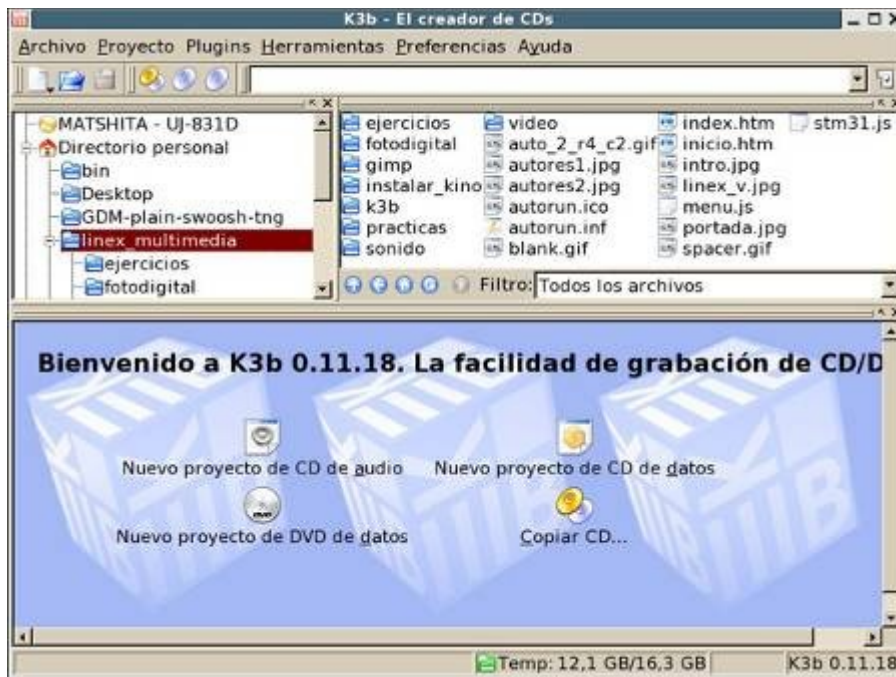 K3b - El creador de CDs
Archivo Proyecto Plugins Herramientas Preferencias Ayuda
MATSHITA - UJ-831D
Directorio personal
bin
Desktop
GDM-plain-swoosh-tng
linex_multimedia
ejercicios
fotodigital
ejercicios video index.htm stm31.js
fotodigital auto_2_r4_c2.gif inicio.htm
gimp autores1.jpg intro.jpg
instalar_kino autores2.jpg linex_v.jpg
k3b autorun.ico menu.js
practicas autorun.inf portada.jpg
sonido blank.gif spacer.gif
Filtro: Todos los archivos
Bienvenido a K3b 0.11.18. La facilidad de grabación de CD/D
Nuevo proyecto de CD de audio Nuevo proyecto de CD de datos
Nuevo proyecto de DVD de datos Copiar CD...
Temp: 12,1 GB/16,3 GB K3b 0.11.18